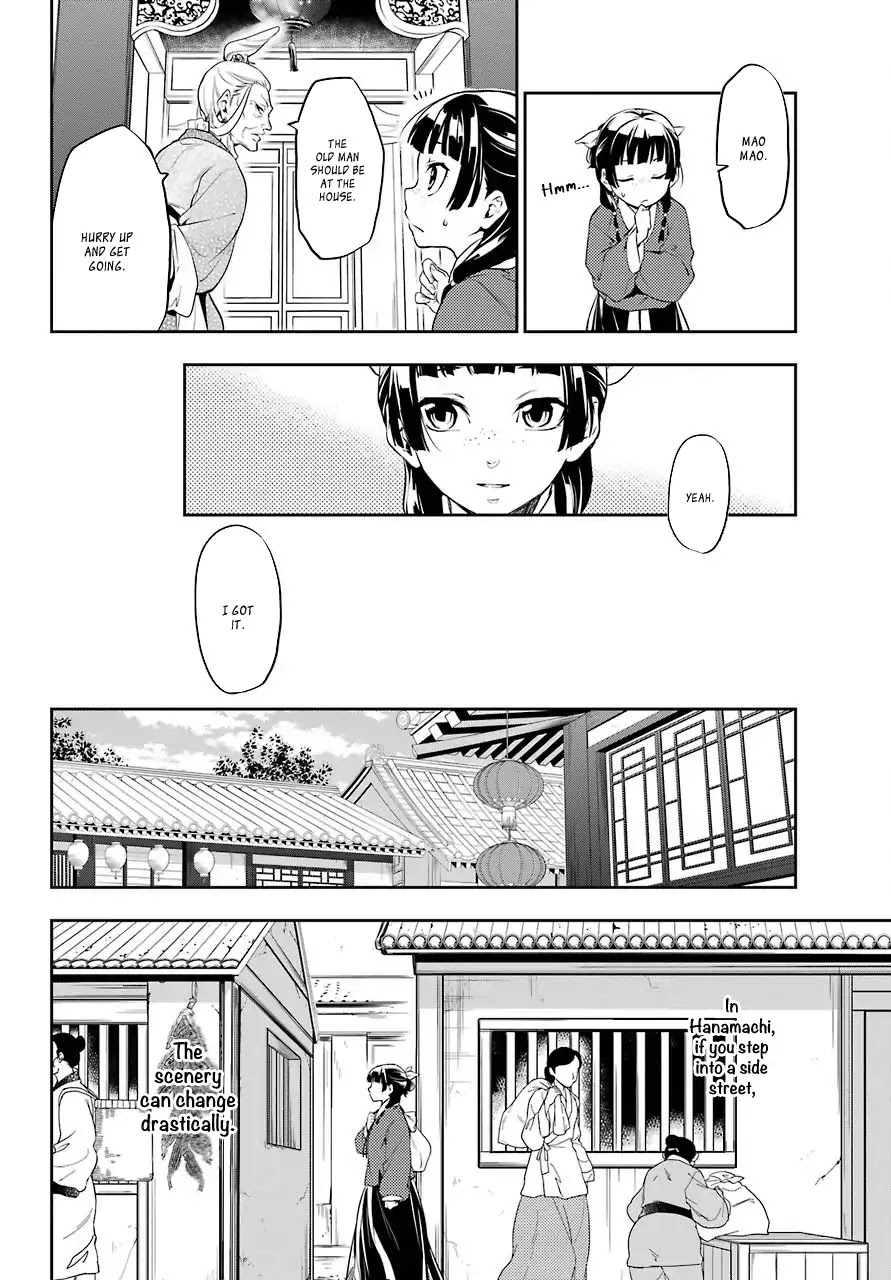 MAO
MAO.
Hmm...
THE
OLD MAN
SHOULD BE
AT THE
HOUSE.
HURRY UP
AND GET
GOING.
YEAH.
I GOT
IT.
In
Hanamachi,
if you step
into a side
street,
The
scenery
can change
drastically.